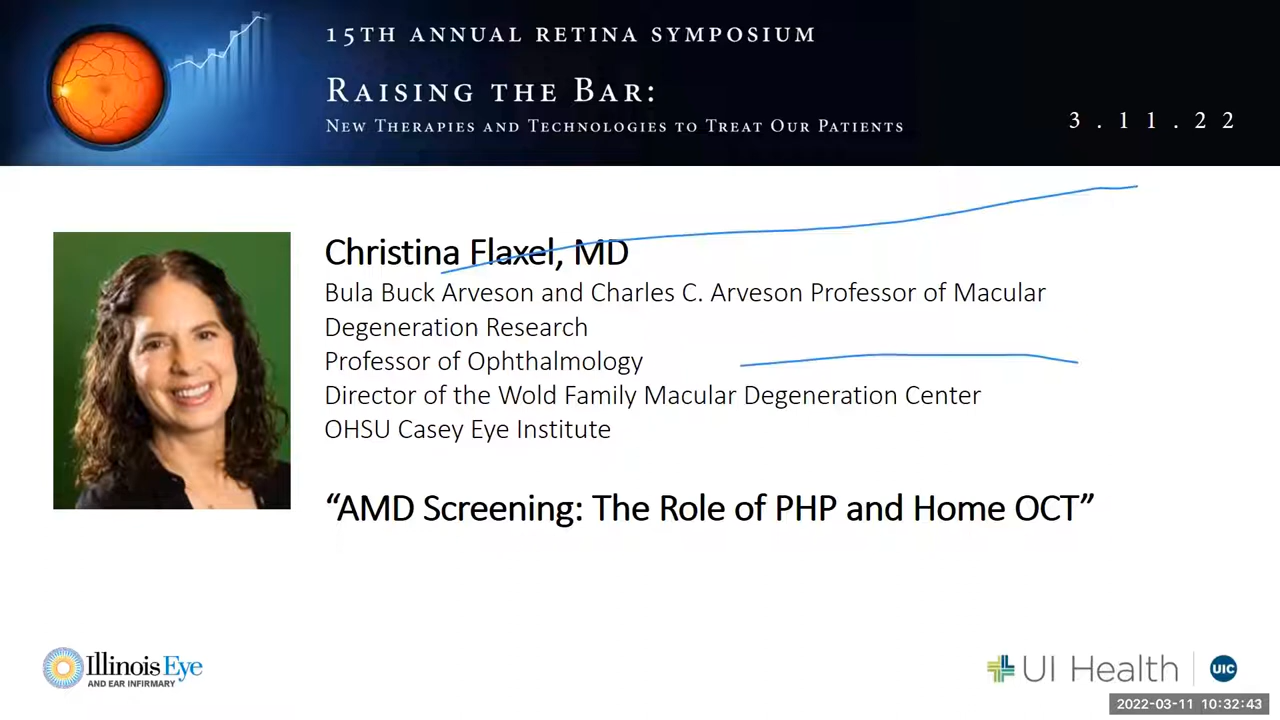 15TH ANNUAL RETINA SYMPOSIUM
RAISING THE BAR:
NEW THERAPIES AND TECHNOLOGIES TO TREAT OUR PATIENTS
3.11.22
Christina Flaxel, MD
Bula Buck Arveson and Charles C. Arveson Professor of Macular
Degeneration Research
Professor of Ophthalmology
Director of the Wold Family Macular Degeneration Center
OHSU Casey Eye Institute
“AMD Screening: The Role of PHP and Home OCT”
Illinois Eye
AND EAR INFIRMARY
UI Health
UIC
2022-03-11 10:32:43